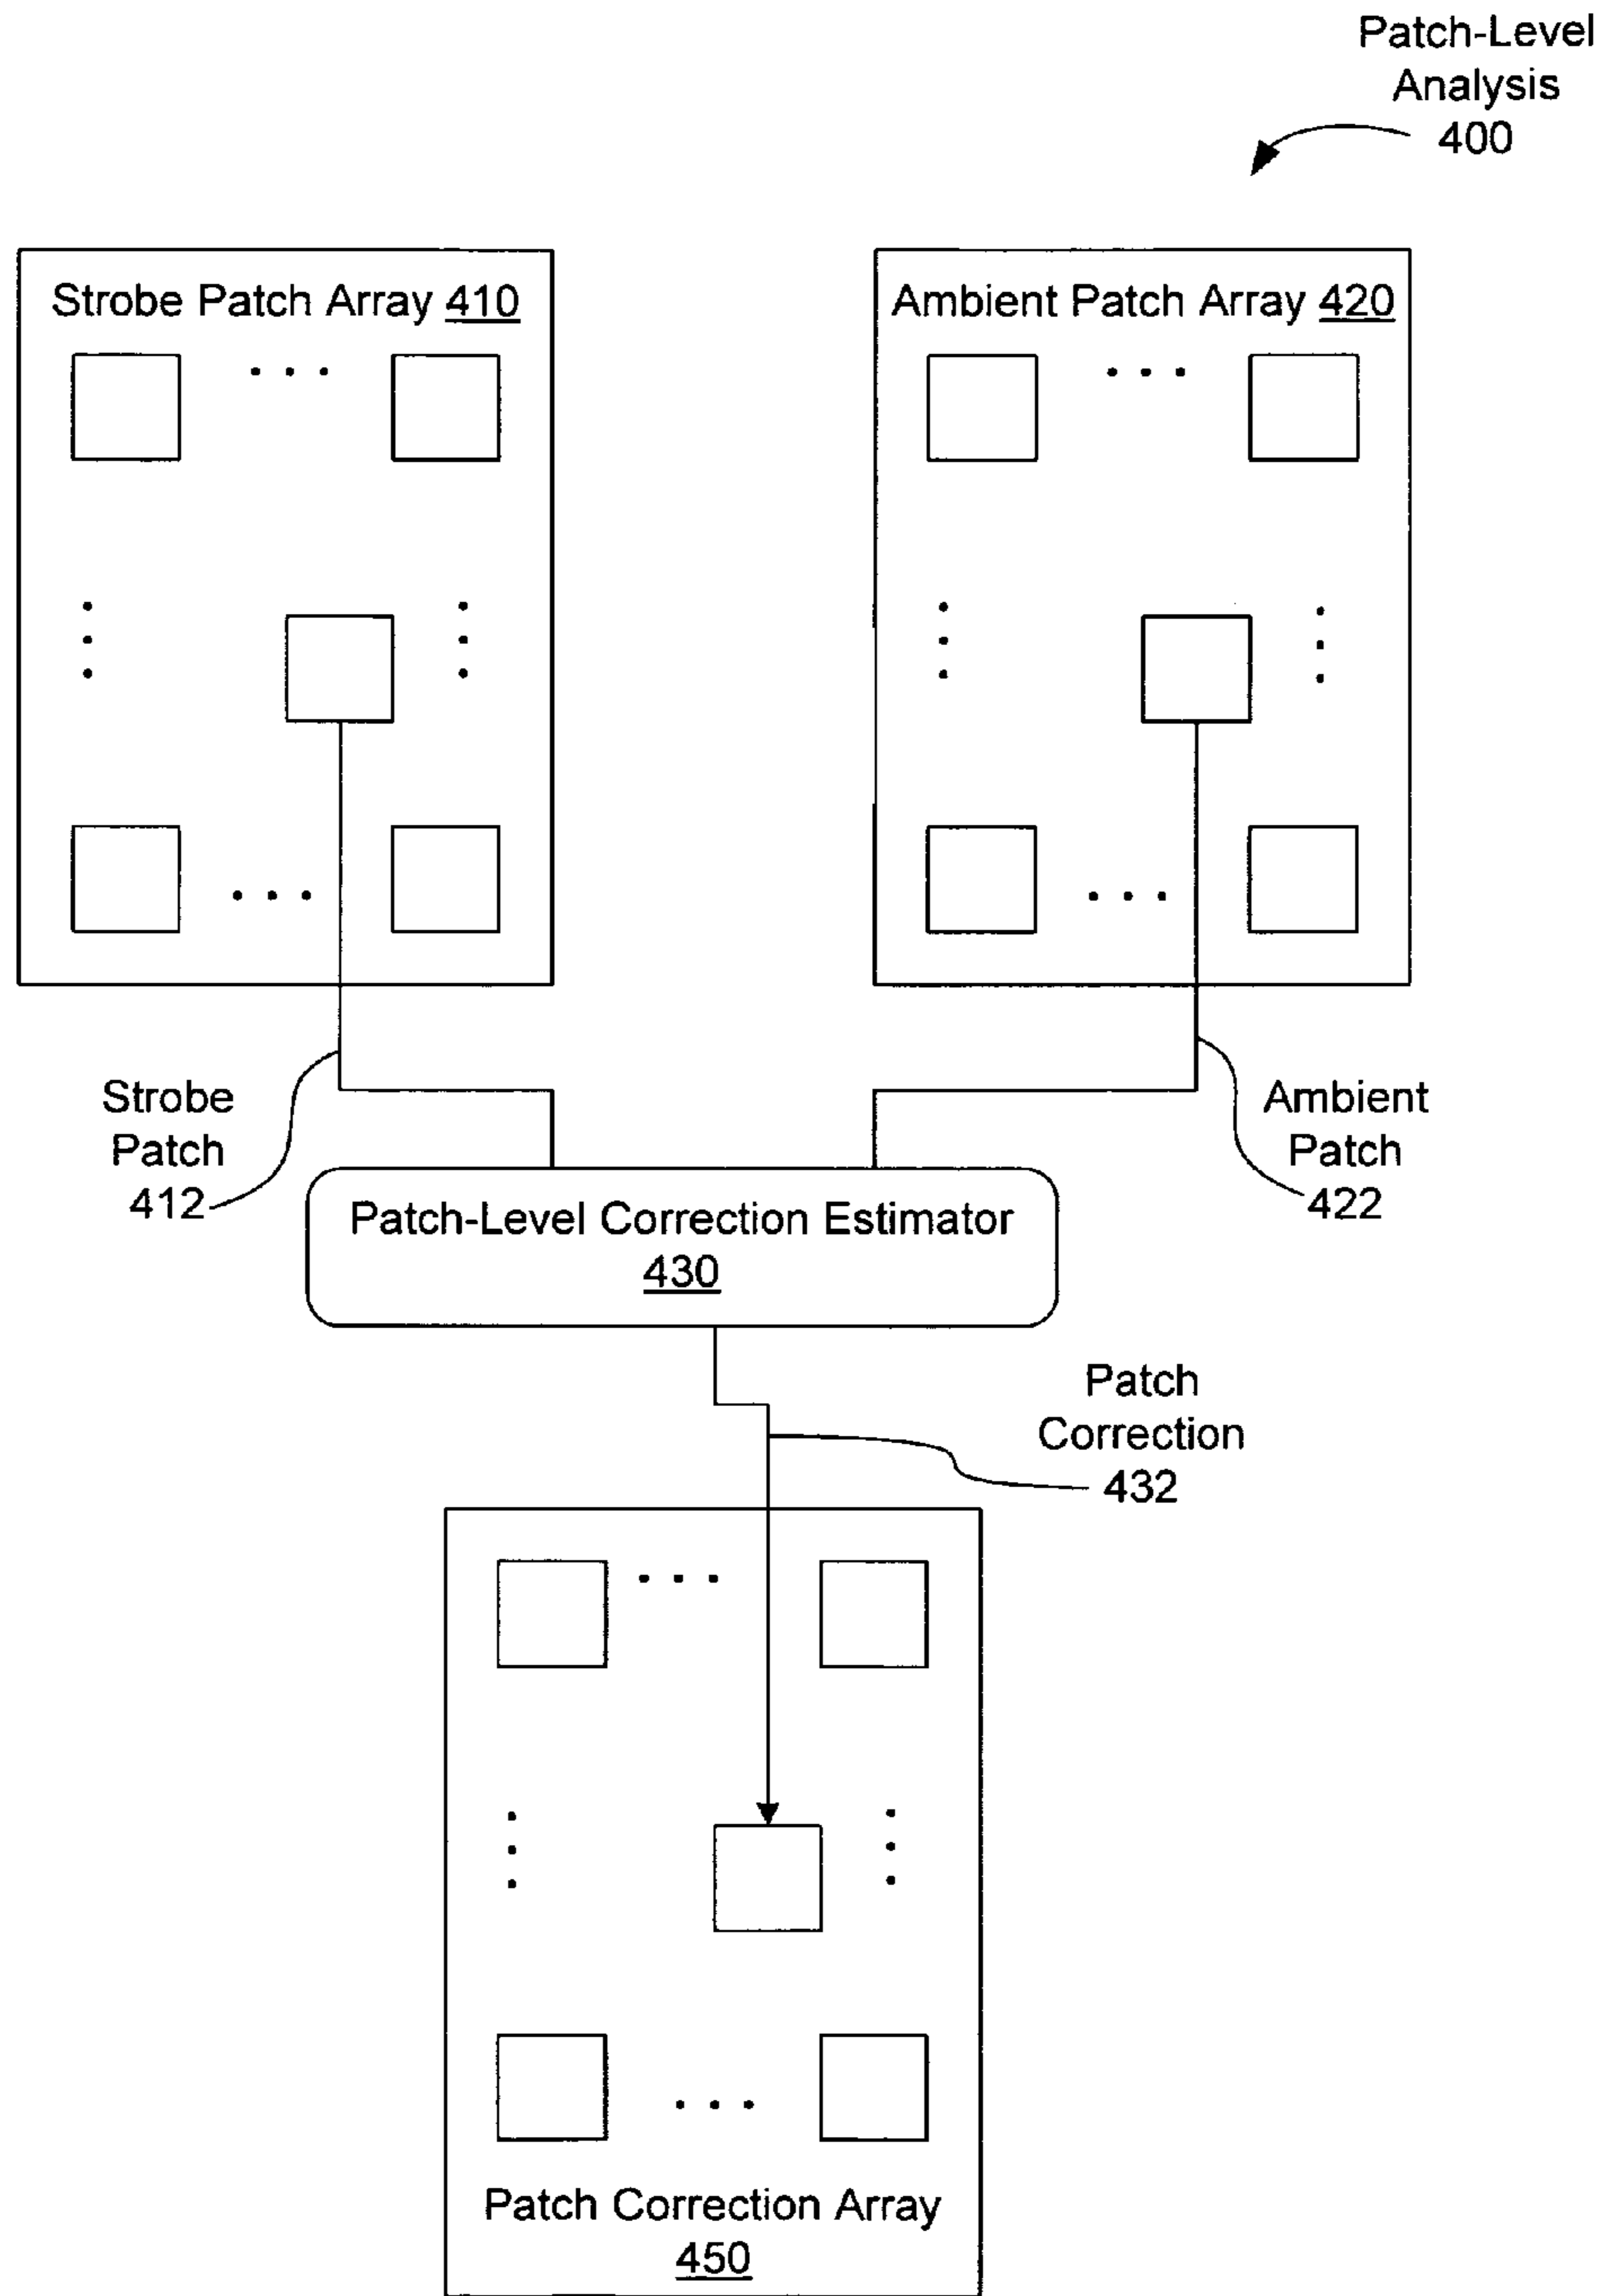 Patch-Level
Analysis
400
Strobe Patch Array 410
Ambient Patch Array 420
Strobe
Patch
412
Ambient
Patch
422
Patch-Level Correction Estimator
430
Patch
Correction
432
Patch Correction Array
450